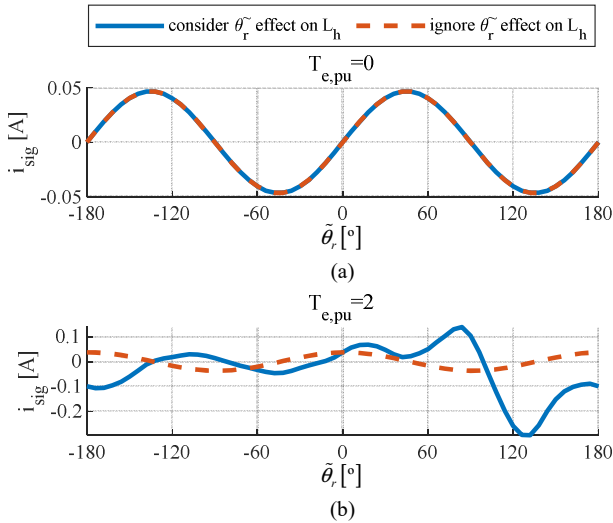 consider θ̃r effect on Lh ignore θ̃r effect on Lh
Te,pu=0
0.05
0
-0.05
isig [A]
-180 -120 -60 0 60 120 180
θ̃r[º]
(a)
Te,pu=2
0.1
0
-0.1
-0.2
isig [A]
-180 -120 -60 0 60 120 180
θ̃r[º]
(b)